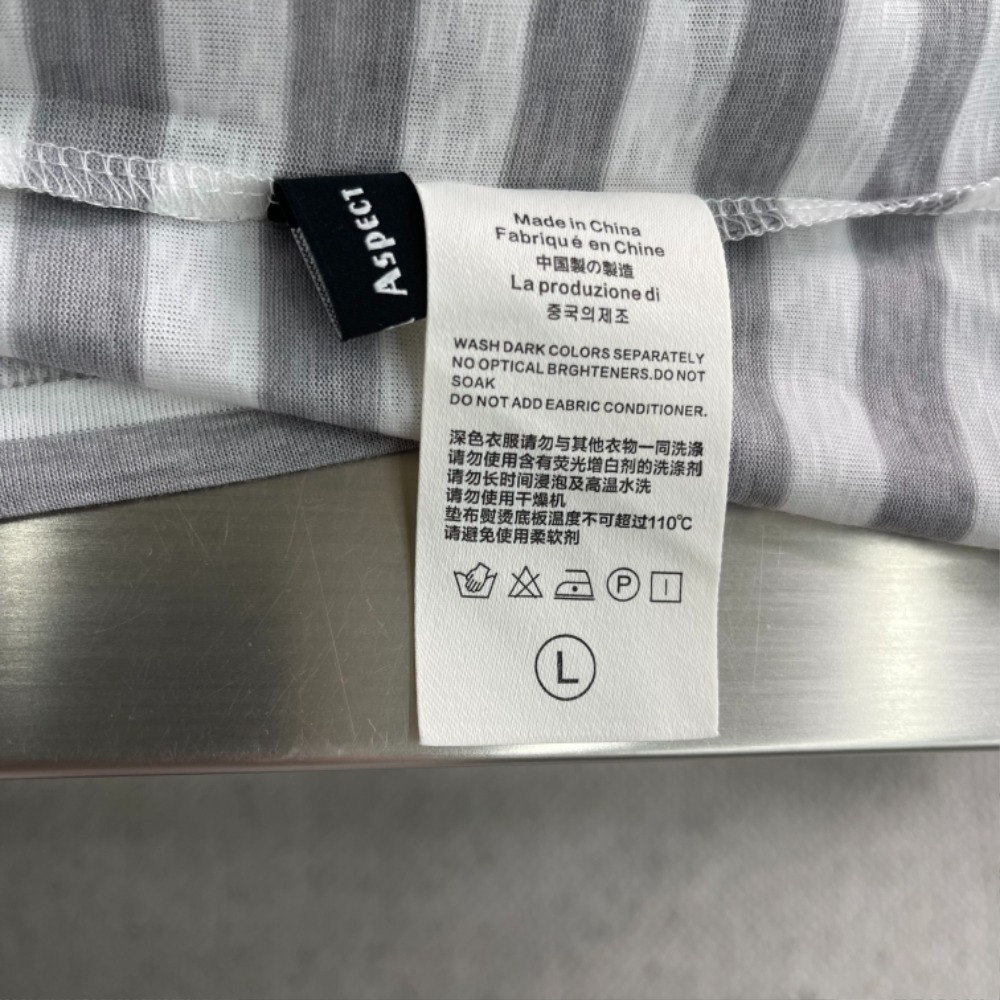 Aspect
Made in China
Fabriqué en Chine
中国製の製造
La produzione di
중국의제조
WASH DARK COLORS SEPARATELY
NO OPTICAL BRGHTENERS.DO NOT
SOAK
DO NOT ADD EABRIC CONDITIONER.
深色衣服请勿与其他衣物一同洗涤
请勿使用含有荧光增白剂的洗涤剂
请勿长时间浸泡及高温水洗
请勿使用干燥机
垫布熨烫底板温度不可超过110℃
请避免使用柔软剂
P
L